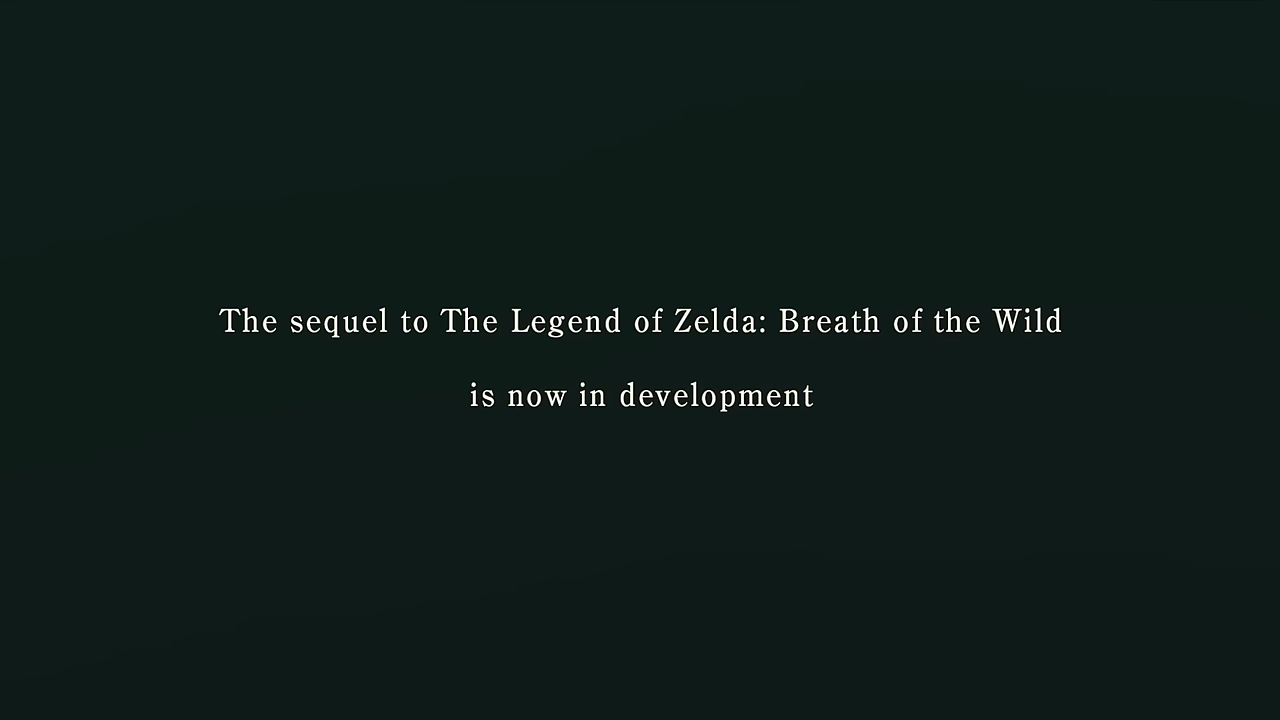 The sequel to The Legend of Zelda: Breath of the Wild
is now in development